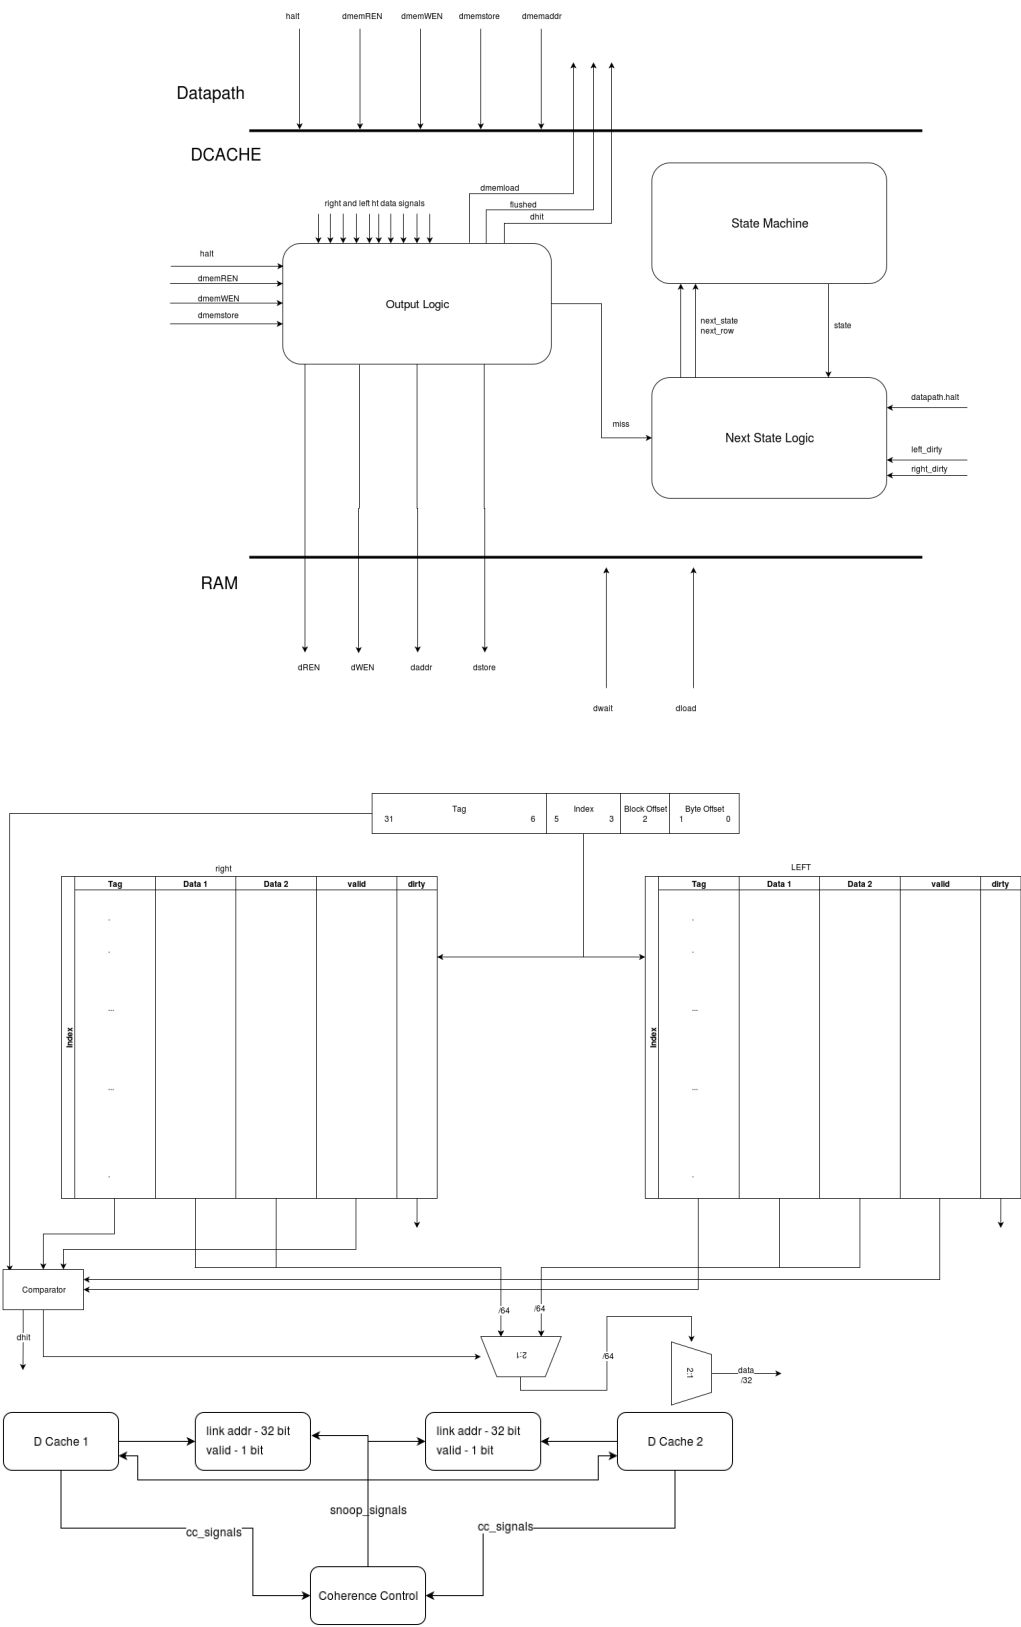 halt dmemREN dmemWEN dmemstore dmemaddr
Datapath
DCACHE
dmemload
flushed
dhit
right and left ht data signals
State Machine
halt
dmemREN
dmemWEN
dmemstore
Output Logic
next_state
next_row
state
datapath.halt
miss
Next State Logic
left_dirty
right_dirty
RAM
dREN dWEN daddr dstore
dwait dload
Tag Index Block Offset Byte Offset
31 6 5 3 2 1 0
right
LEFT
Tag Data 1 Data 2 valid dirty
Tag Data 1 Data 2 valid dirty
.
.
.
.
...
...
Index
Index
...
...
.
.
Comparator
dhit
/64 /64
2:1
/64
2:1
data
/32
D Cache 1
link addr - 32 bit
valid - 1 bit
link addr - 32 bit
valid - 1 bit
D Cache 2
snoop_signals
cc_signals
cc_signals
Coherence Control